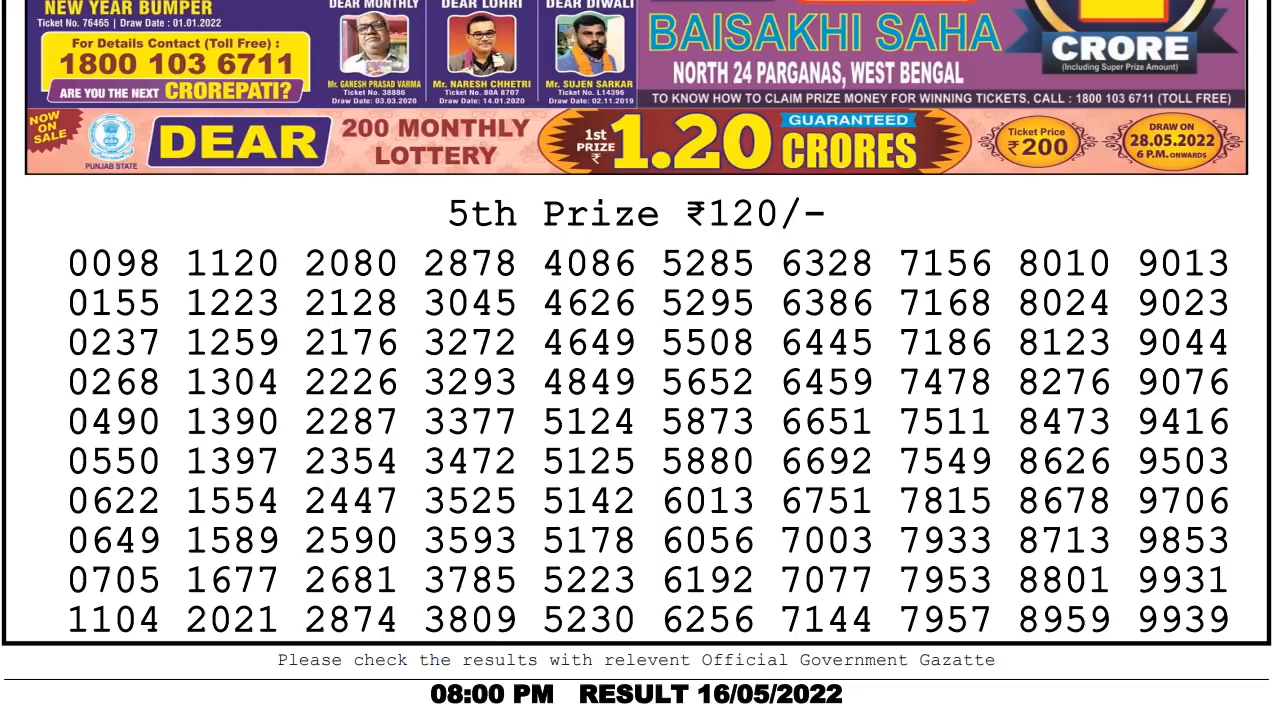 NEW YEAR BUMPER
Ticket No. 76465 | Draw Date : 01.01.2022
For Details Contact (Toll Free) :
1800 103 6711
ARE YOU THE NEXT CROREPATI?
DEAR MONTHLY
Mr. GANESH PRASAD VARMA
Ticket No. 38886
Draw Date: 03.03.2020
DEAR LOHRI
Mr. NARESH CHHETRI
Ticket No. 80A 8707
Draw Date: 14.01.2020
DEAR DIWALI
Mr. SUJEN SARKAR
Ticket No. L14396
Draw Date: 02.11.2019
BAISAKHI SAHA
NORTH 24 PARGANAS, WEST BENGAL
CRORE
(Including Super Prize Amount)
TO KNOW HOW TO CLAIM PRIZE MONEY FOR WINNING TICKETS, CALL : 1800 103 6711 (TOLL FREE)
NOW
ON
SALE
PUNJAB STATE
DEAR
200 MONTHLY
LOTTERY
1st
PRIZE
₹
1.20
GUARANTEED
CRORES
Ticket Price
₹200
DRAW ON
28.05.2022
6 P.M. ONWARDS
5th Prize ₹120/-
0098 1120 2080 2878 4086 5285 6328 7156 8010 9013
0155 1223 2128 3045 4626 5295 6386 7168 8024 9023
0237 1259 2176 3272 4649 5508 6445 7186 8123 9044
0268 1304 2226 3293 4849 5652 6459 7478 8276 9076
0490 1390 2287 3377 5124 5873 6651 7511 8473 9416
0550 1397 2354 3472 5125 5880 6692 7549 8626 9503
0622 1554 2447 3525 5142 6013 6751 7815 8678 9706
0649 1589 2590 3593 5178 6056 7003 7933 8713 9853
0705 1677 2681 3785 5223 6192 7077 7953 8801 9931
1104 2021 2874 3809 5230 6256 7144 7957 8959 9939
Please check the results with relevent Official Government Gazatte
08:00 PM RESULT 16/05/2022